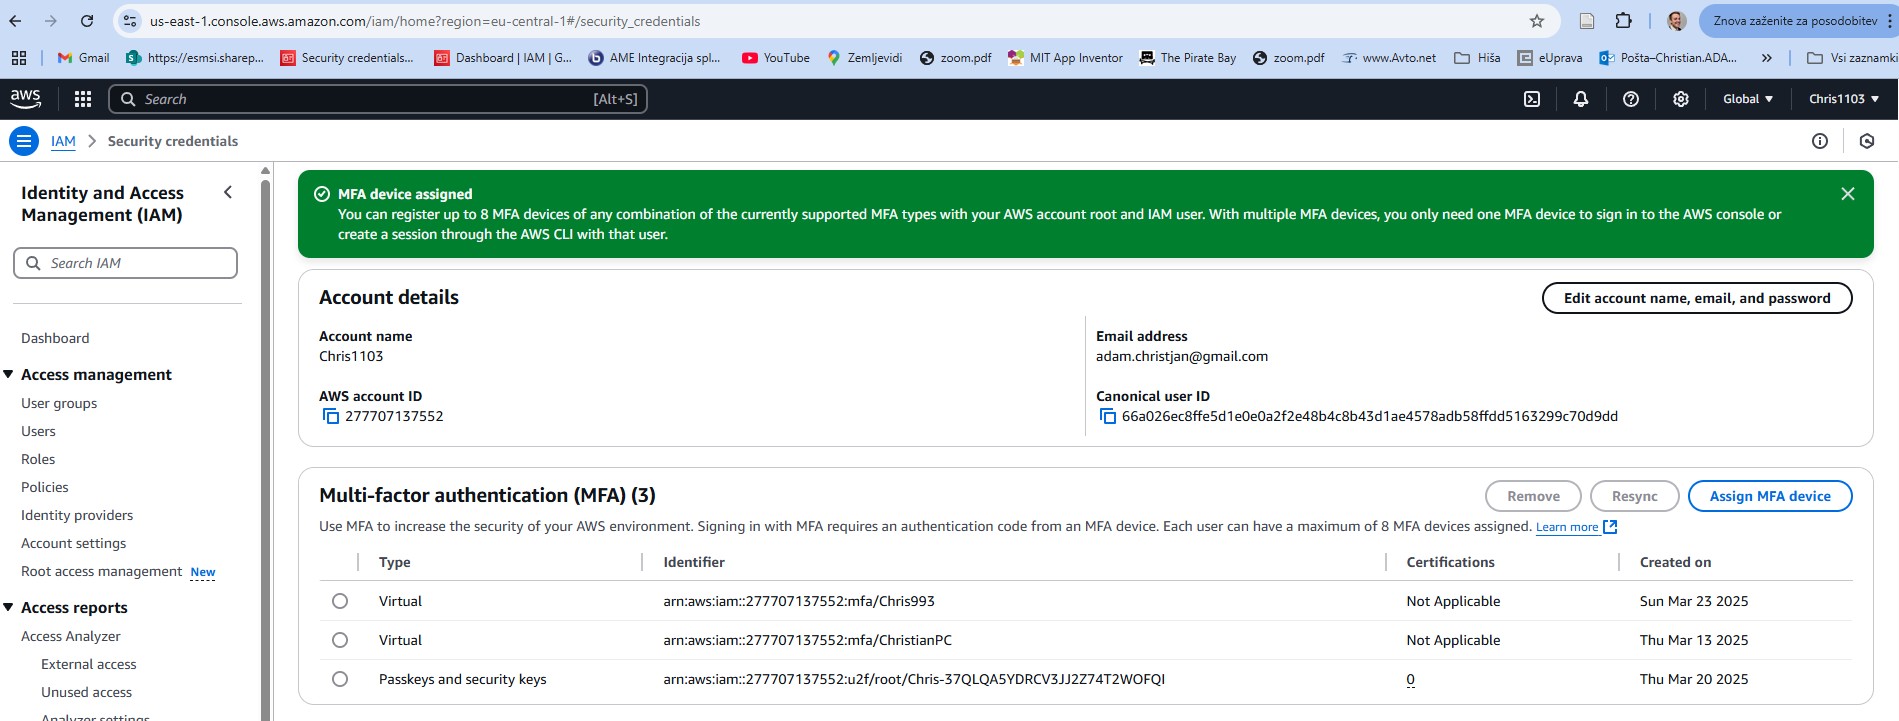 us-east-1.console.aws.amazon.com/iam/home?region=eu-central-1#/security_credentials
Znova zaženite za posodobitev
Gmail https://esmsi.sharep... Security credentials... Dashboard | IAM | G... AME Integracija spl... YouTube Zemljevidi zoom.pdf MIT App Inventor The Pirate Bay zoom.pdf www.Avto.net Hiša eUprava Pošta–Christian.ADA... » Vsi zaznamki
aws Search [Alt+S] Global Chris1103
IAM > Security credentials
Identity and Access
Management (IAM)
Search IAM
Dashboard
Access management
User groups
Users
Roles
Policies
Identity providers
Account settings
Root access management New
Access reports
Access Analyzer
External access
Unused access
Analyzer settings
MFA device assigned
You can register up to 8 MFA devices of any combination of the currently supported MFA types with your AWS account root and IAM user. With multiple MFA devices, you only need one MFA device to sign in to the AWS console or
create a session through the AWS CLI with that user.
Account details
Edit account name, email, and password
Account name
Chris1103
Email address
adam.christjan@gmail.com
AWS account ID
277707137552
Canonical user ID
66a026ec8ffe5d1e0e0a2f2e48b4c8b43d1ae4578adb58ffdd5163299c70d9dd
Multi-factor authentication (MFA) (3)
Remove Resync Assign MFA device
Use MFA to increase the security of your AWS environment. Signing in with MFA requires an authentication code from an MFA device. Each user can have a maximum of 8 MFA devices assigned. Learn more
Type Identifier Certifications Created on
Virtual arn:aws:iam::277707137552:mfa/Chris993 Not Applicable Sun Mar 23 2025
Virtual arn:aws:iam::277707137552:mfa/ChristianPC Not Applicable Thu Mar 13 2025
Passkeys and security keys arn:aws:iam::277707137552:u2f/root/Chris-37QLQA5YDRCV3JJ2Z74T2WOFQI 0 Thu Mar 20 2025